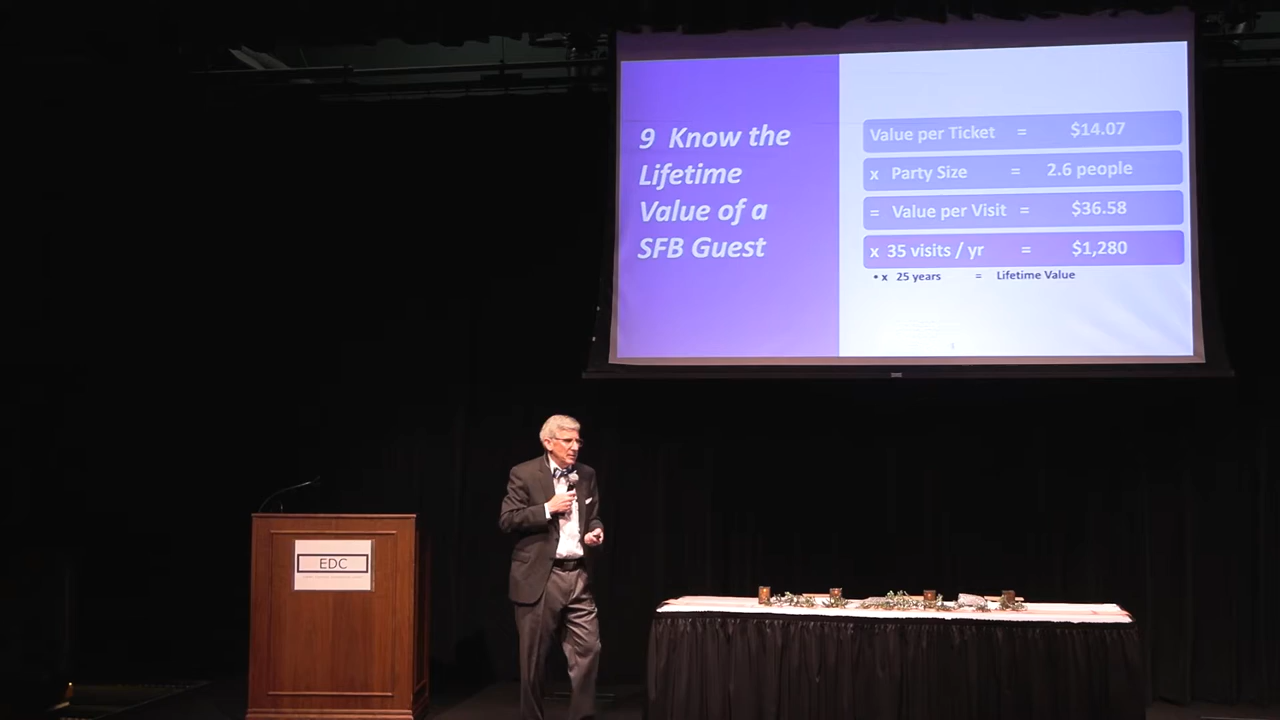 9 Know the
Lifetime
Value of a
SFB Guest
Value per Ticket = $14.07
x Party Size = 2.6 people
= Value per Visit = $36.58
x 35 visits / yr = $1,280
• x 25 years = Lifetime Value
EDC